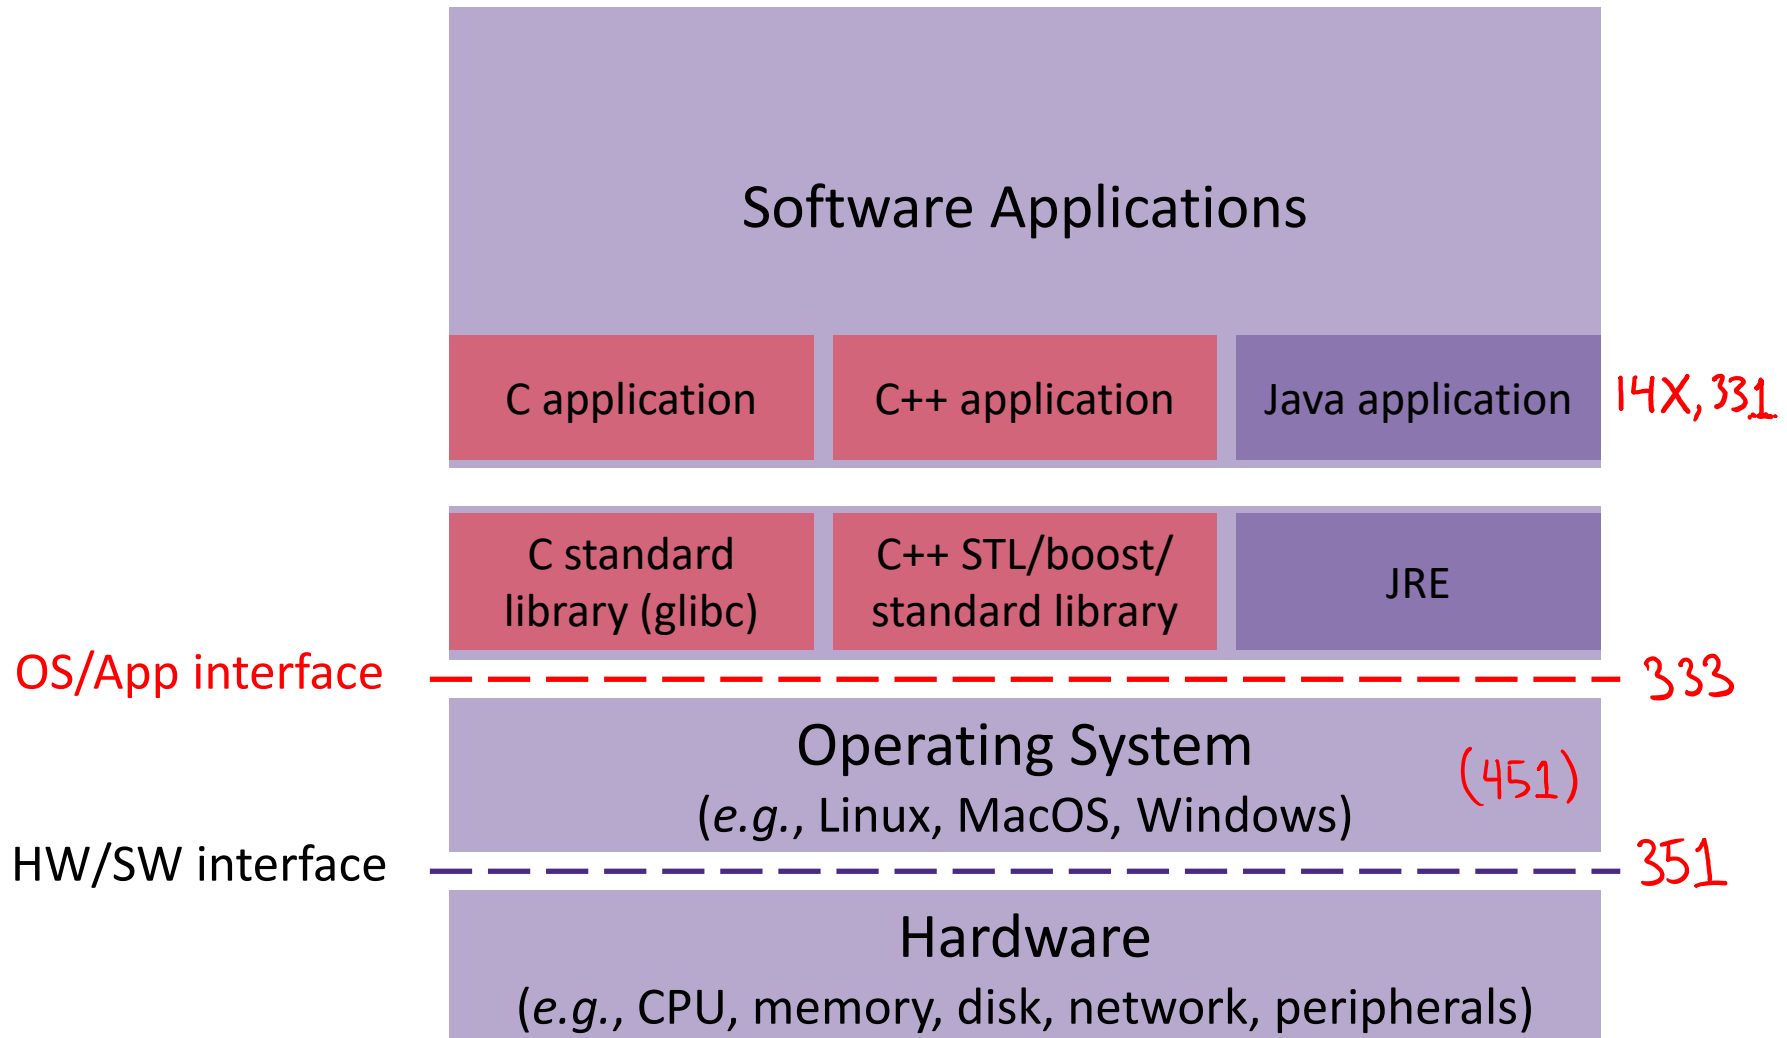 Software Applications
C application
C++ application
Java application
14X, 331
C standard
library (glibc)
C++ STL/boost/
standard library
JRE
OS/App interface
333
Operating System
(e.g., Linux, MacOS, Windows)
(451)
HW/SW interface
351
Hardware
(e.g., CPU, memory, disk, network, peripherals)